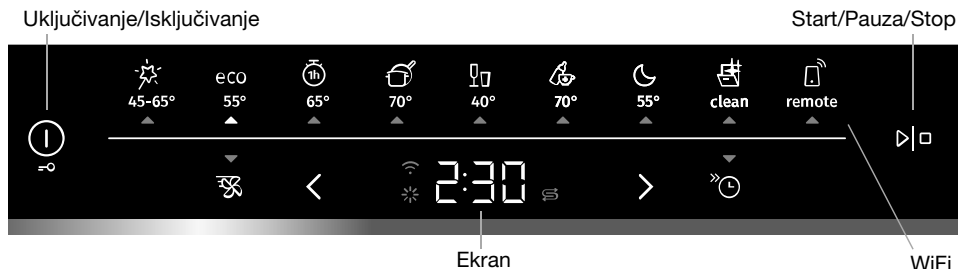 Uključivanje/Isključivanje Start/Pauza/Stop
1h
45-65° eco 55° 65° 70° 40° 70° 55° clean remote
2:30
Ekran WiFi